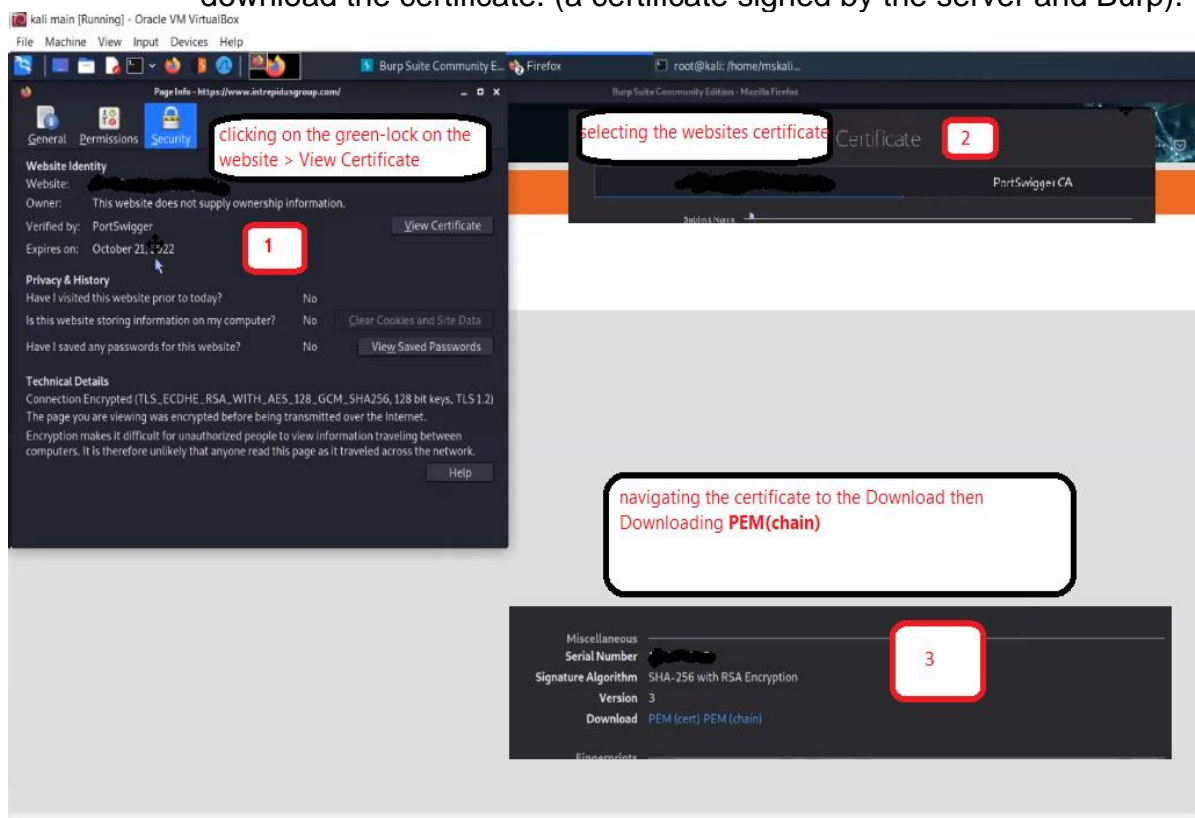 download the certificate. (a certificate signed by the server and Burp).
kali main [Running] - Oracle VM VirtualBox
File Machine View Input Devices Help
Burp Suite Community E... Firefox root@kali: /home/mskali...
Page Info - https://www.intrepidusgroup.com/
Burp Suite Community Edition - Mozilla Firefox
General Permissions Security
clicking on the green-lock on the
website > View Certificate
selecting the websites certificate
Certificate
2
PortSwigger CA
Subject Name
Website Identity
Website:
Owner: This website does not supply ownership information.
Verified by: PortSwigger View Certificate
Expires on: October 21, 2022
1
Privacy & History
Have I visited this website prior to today? No
Is this website storing information on my computer? No Clear Cookies and Site Data
Have I saved any passwords for this website? No View Saved Passwords
Technical Details
Connection Encrypted (TLS_ECDHE_RSA_WITH_AES_128_GCM_SHA256, 128 bit keys, TLS 1.2)
The page you are viewing was encrypted before being transmitted over the Internet.
Encryption makes it difficult for unauthorized people to view information traveling between
computers. It is therefore unlikely that anyone read this page as it traveled across the network.
Help
navigating the certificate to the Download then
Downloading PEM(chain)
Miscellaneous
Serial Number
Signature Algorithm SHA-256 with RSA Encryption
Version 3
Download PEM (cert) PEM (chain)
3
Fingerprints